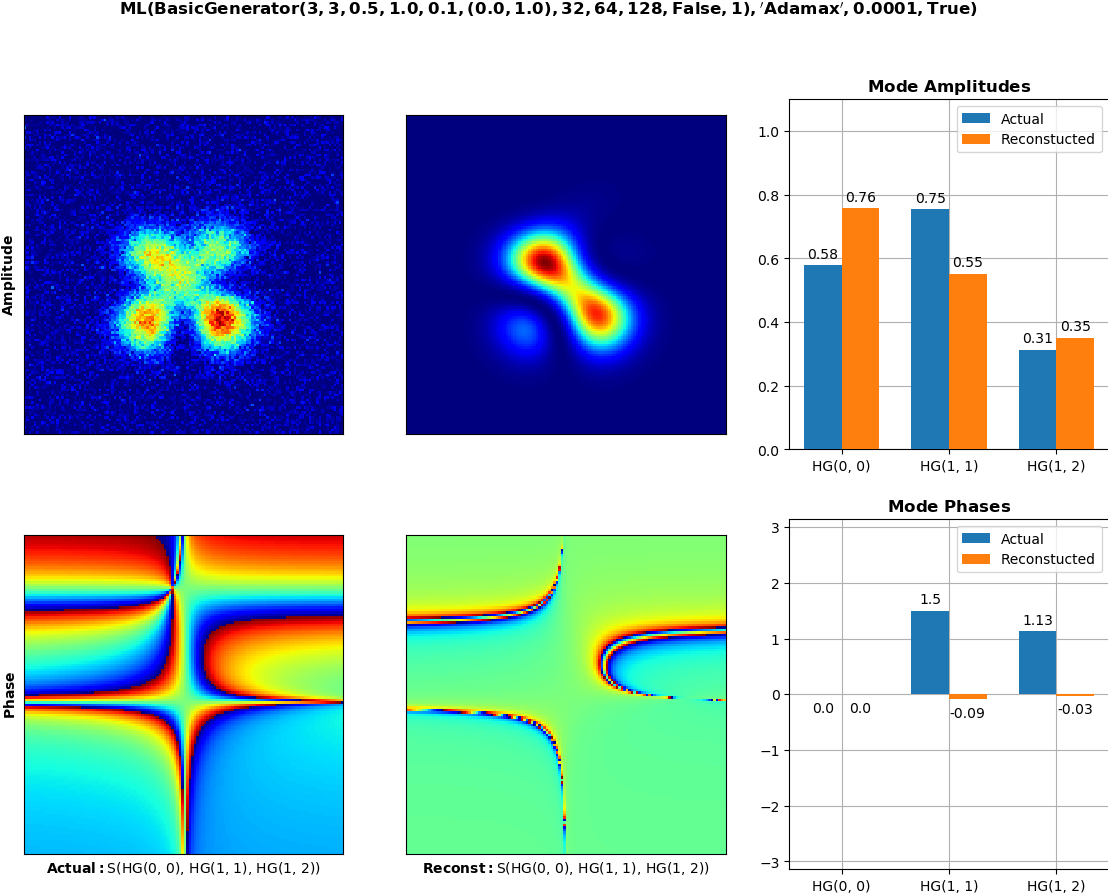 ML(BasicGenerator(3, 3, 0.5, 1.0, 0.1, (0.0, 1.0), 32, 64, 128, False, 1), ′Adamax′, 0.0001, True)
Amplitude
Mode Amplitudes
Actual
Reconstucted
1.0
0.8
0.6
0.4
0.2
0.0
0.58
0.76
0.75
0.55
0.31
0.35
HG(0, 0)
HG(1, 1)
HG(1, 2)
Phase
Actual: S(HG(0, 0), HG(1, 1), HG(1, 2))
Reconst: S(HG(0, 0), HG(1, 1), HG(1, 2))
Mode Phases
Actual
Reconstucted
3
2
1
0
−1
−2
−3
0.0
0.0
1.5
-0.09
1.13
-0.03
HG(0, 0)
HG(1, 1)
HG(1, 2)